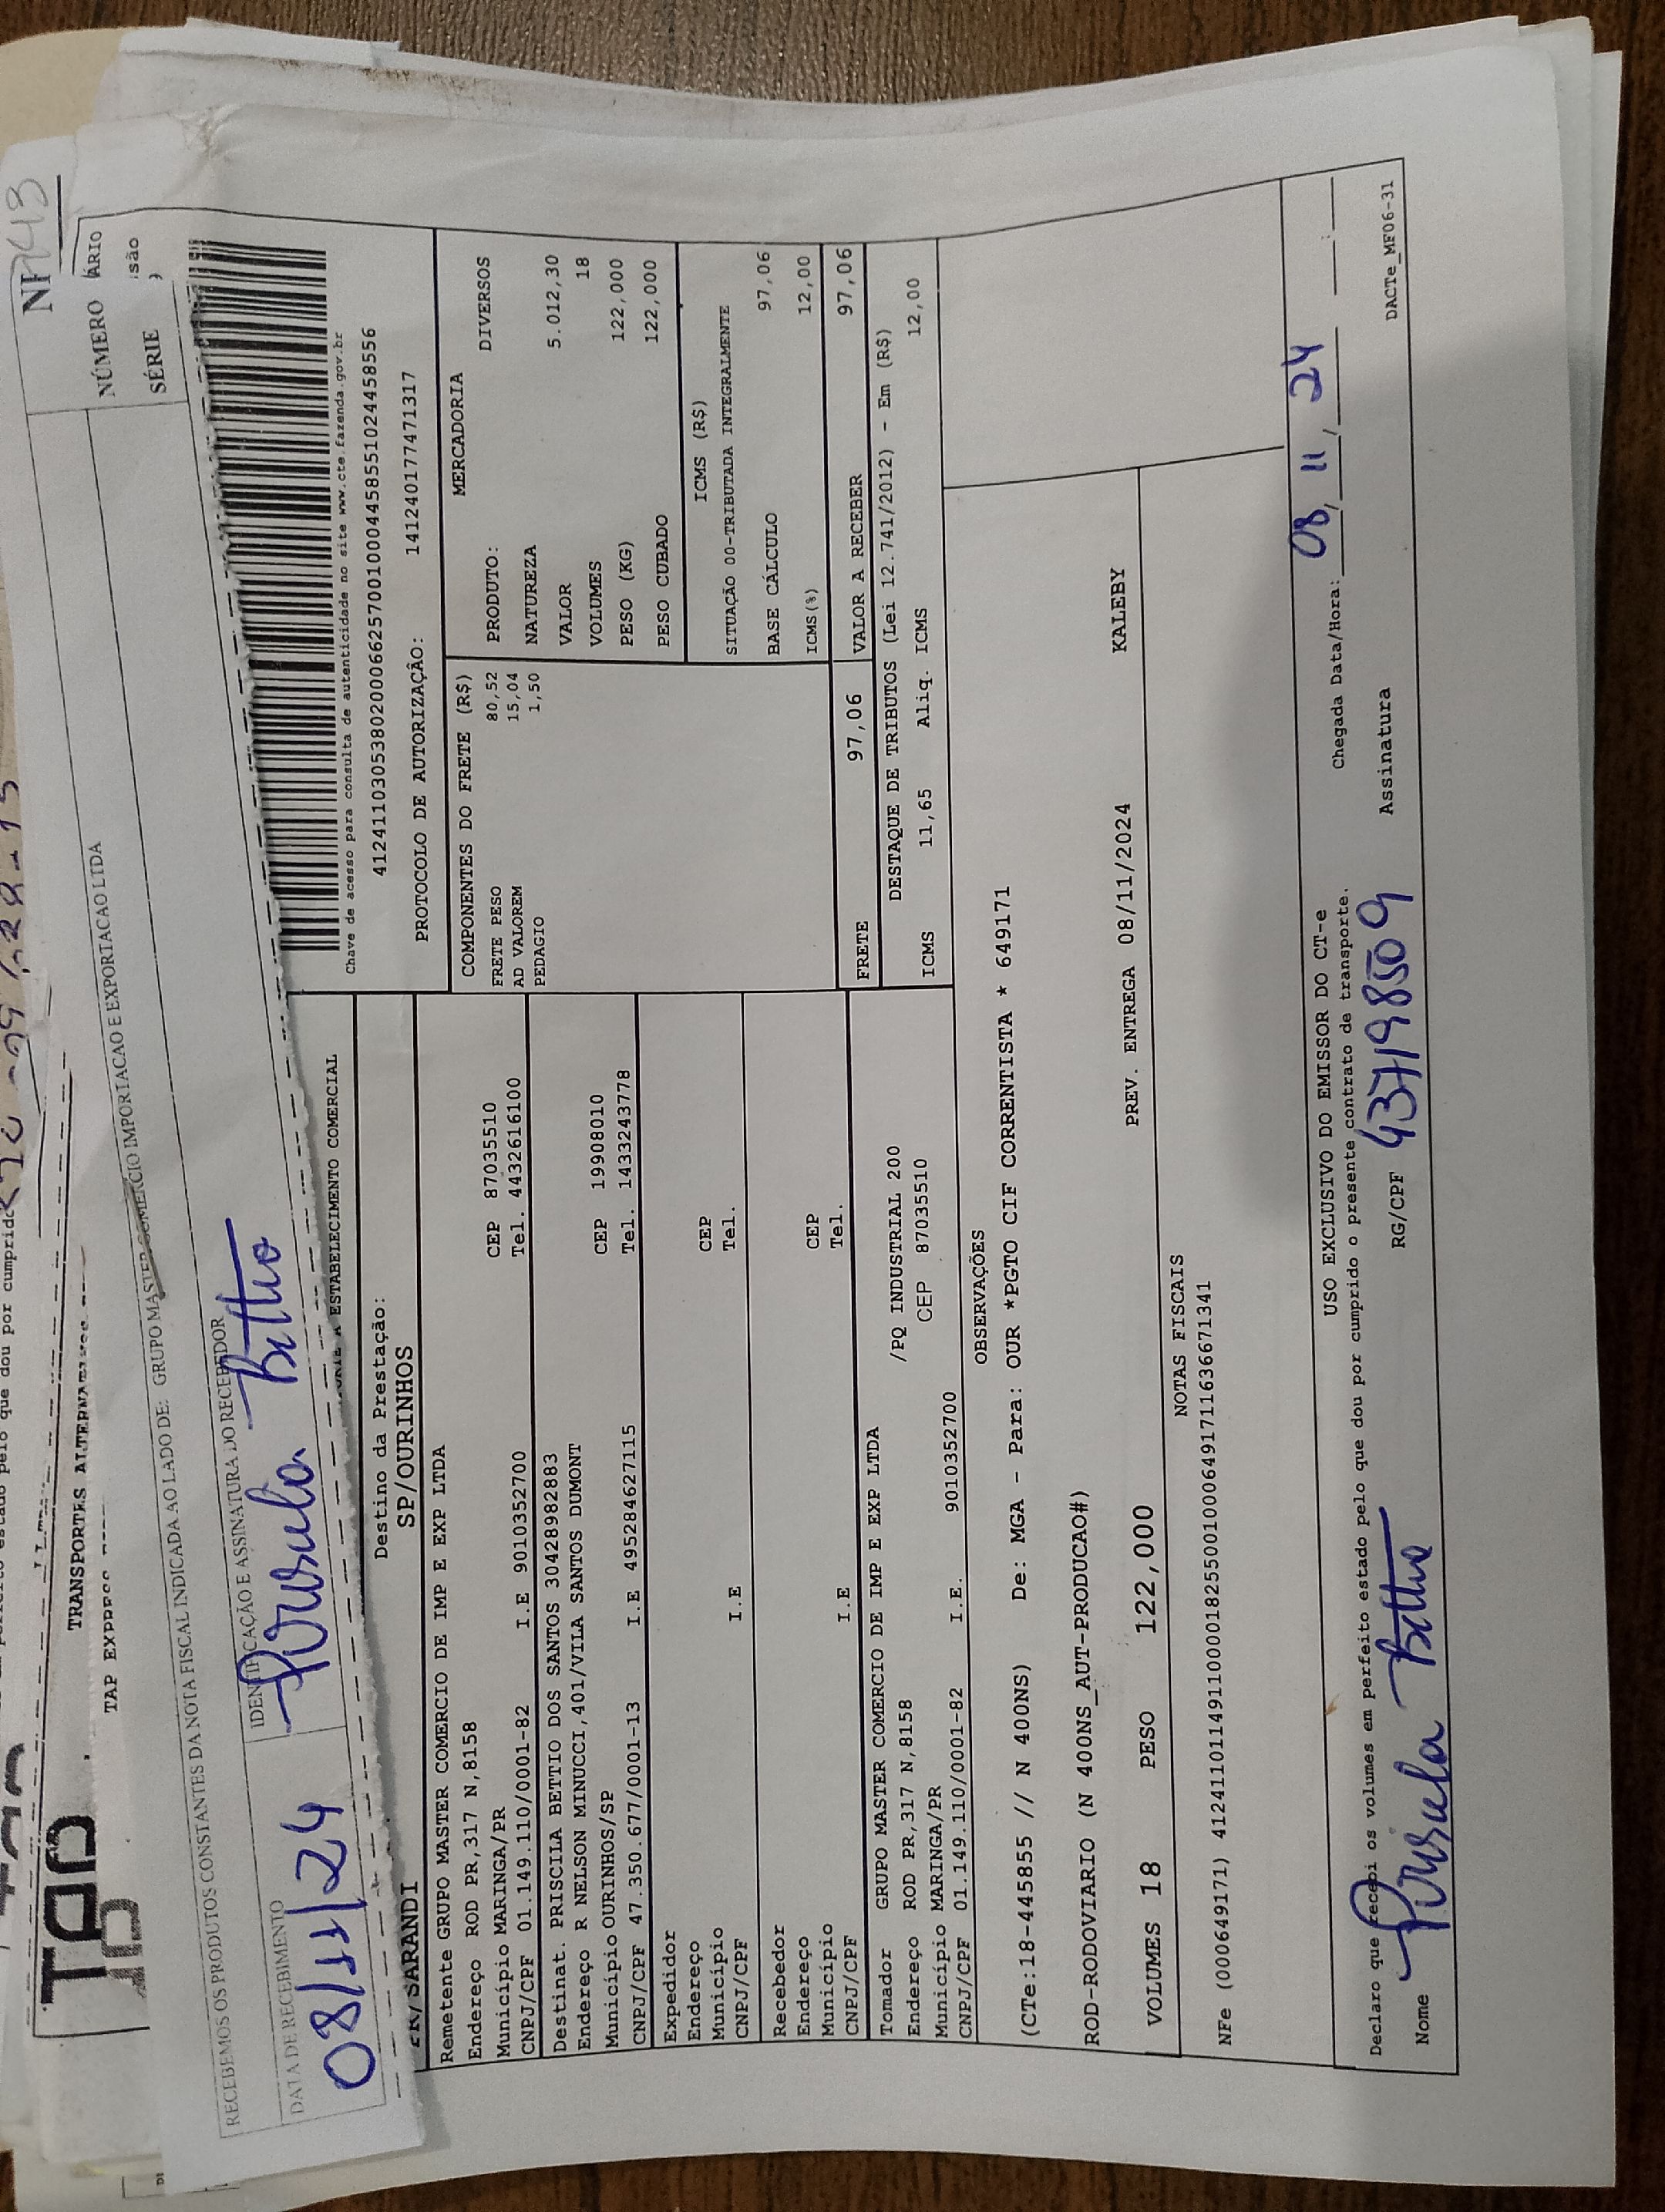 NF
NÚMERO
SÉRIE
TRANSPORTES
TAP EXPRESS
RECEBEMOS OS PRODUTOS CONSTANTES DA NOTA FISCAL INDICADA AO LADO DE: GRUPO MASTER COMERCIO IMPORTACAO E EXPORTACAO LTDA
DATA DE RECEBIMENTO
IDENTIFICAÇÃO E ASSINATURA DO RECEBEDOR
08/11/24
Priscila Bettio
A ESTABELECIMENTO COMERCIAL
Chave de acesso para consulta de autenticidade no site www.cte.fazenda.gov.br
41241103053802000662570010004458551024458556
PROTOCOLO DE AUTORIZAÇÃO: 141240177471317
PR/SARANDI
Destino da Prestação:
SP/OURINHOS
Remetente GRUPO MASTER COMERCIO DE IMP E EXP LTDA
Endereço ROD PR,317 N,8158 CEP 87035510
Município MARINGA/PR Tel. 4432616100
CNPJ/CPF 01.149.110/0001-82 I.E 9010352700
Destinat. PRISCILA BETTIO DOS SANTOS 30428982883
Endereço R NELSON MINUCCI,401/VILA SANTOS DUMONT CEP 19908010
Município OURINHOS/SP Tel. 1433243778
CNPJ/CPF 47.350.677/0001-13 I.E 495284627115
Expedidor
Endereço CEP
Município Tel.
CNPJ/CPF I.E
Recebedor
Endereço CEP
Município Tel.
CNPJ/CPF I.E
Tomador GRUPO MASTER COMERCIO DE IMP E EXP LTDA
Endereço ROD PR,317 N,8158 /PQ INDUSTRIAL 200
Município MARINGA/PR CEP 87035510
CNPJ/CPF 01.149.110/0001-82 I.E. 9010352700
COMPONENTES DO FRETE (R$)
FRETE PESO 80,52
AD VALOREM 15,04
PEDAGIO 1,50
MERCADORIA
PRODUTO: DIVERSOS
NATUREZA
VALOR 5.012,30
VOLUMES 18
PESO (KG) 122,000
PESO CUBADO 122,000
ICMS (R$)
SITUAÇÃO 00-TRIBUTADA INTEGRALMENTE
BASE CÁLCULO 97,06
ICMS(%) 12,00
FRETE 97,06 VALOR A RECEBER 97,06
DESTAQUE DE TRIBUTOS (Lei 12.741/2012) - Em (R$)
ICMS 11,65 Aliq. ICMS 12,00
OBSERVAÇÕES
(CTe:18-445855 // N 400NS) De: MGA - Para: OUR *PGTO CIF CORRENTISTA * 649171
ROD-RODOVIARIO (N 400NS_AUT-PRODUCAO#)
VOLUMES 18 PESO 122,000 PREV. ENTREGA 08/11/2024 KALEBY
NOTAS FISCAIS
NFe (000649171) 41241101149110000182550010006491711636671341
USO EXCLUSIVO DO EMISSOR DO CT-e
Declaro que recebi os volumes em perfeito estado pelo que dou por cumprido o presente contrato de transporte.
Chegada Data/Hora: 08/11/24
Nome Priscila Bettio RG/CPF 437198509 Assinatura
DACTe_MF06-31